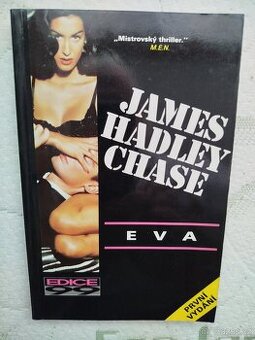 „Mistrovský thriller."
M.E.N.
JAMES
HADLEY
CHASE
EVA
EDICE
PRVNÍ
VYDÁNÍ